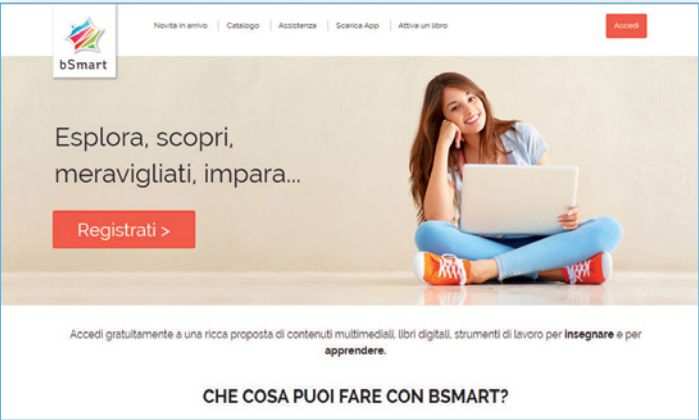 Novità in arrivo Catalogo Assistenza Scarica App Attiva un libro Accedi
bSmart
Esplora, scopri,
meravigliati, impara...
Registrati >
Accedi gratuitamente a una ricca proposta di contenuti multimediali, libri digitali, strumenti di lavoro per insegnare e per
apprendere.
CHE COSA PUOI FARE CON BSMART?